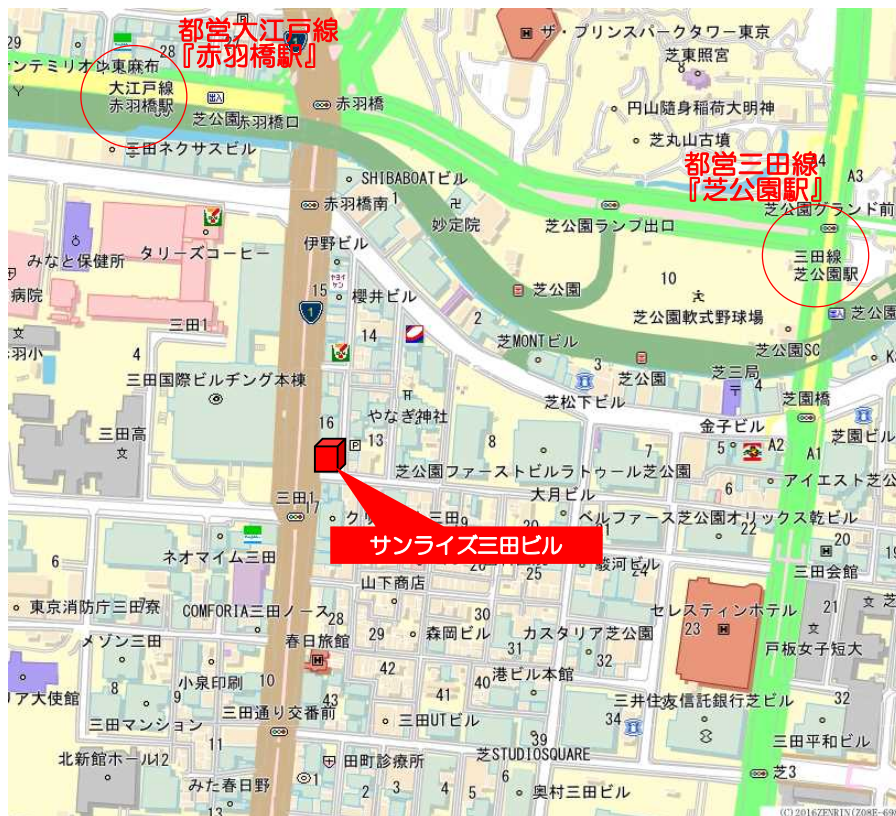 都営大江戸線
『赤羽橋駅』
ザ・プリンスパークタワー東京
芝東照宮
29
28
8
大江戸線
赤羽橋駅
出入
芝公園
赤羽橋口
赤羽橋
円山随身稲荷大明神
芝丸山古墳
三田ネクサスビル
都営三田線
『芝公園駅』
A3
SHIBABOATビル
赤羽橋南
1
妙定院
芝公園ランプ出口
芝公園グランド前
タリーズコーヒー
みなと保健所
伊野ビル
三田線
芝公園駅
10
病院
15
櫻井ビル
芝公園
芝公園軟式野球場
出入
芝公園
1
三田1
14
2
芝MONTビル
芝公園SC
4
3
芝公園
芝三局
4
三田国際ビルヂング本棟
芝松下ビル
芝園橋
やなぎ神社
金子ビル
芝園ビル
三田高
16
13
8
7
5
A2
A1
芝公園ファーストビル
ラトゥール芝公園
6
アイエスト芝公
大月ビル
三田1
17
三田
9
20
ベルファース芝公園
オリックス乾ビル
サンライズ三田ビル
22
20
19
ネオマイム三田
6
駿河ビル
三田会館
25
24
山下商店
7
東京消防庁三田寮
COMFORIA三田ノース
28
30
セレスティンホテル
21
芝
メゾン三田
春日旅館
29
森岡ビル
カスタリア芝公園
23
31
戸板女子短大
32
8
小泉印刷
10
42
40
港ビル本館
リア大使館
9
43
41
三井住友信託銀行芝ビル
32
三田マンション
三田通り交番前
三田UTビル
34
11
39
三田平和ビル
北新館ホール
12
田町診療所
芝STUDIOSQUARE
みた春日野
1
6
芝3
13
2
3
4
5
奥村三田ビル